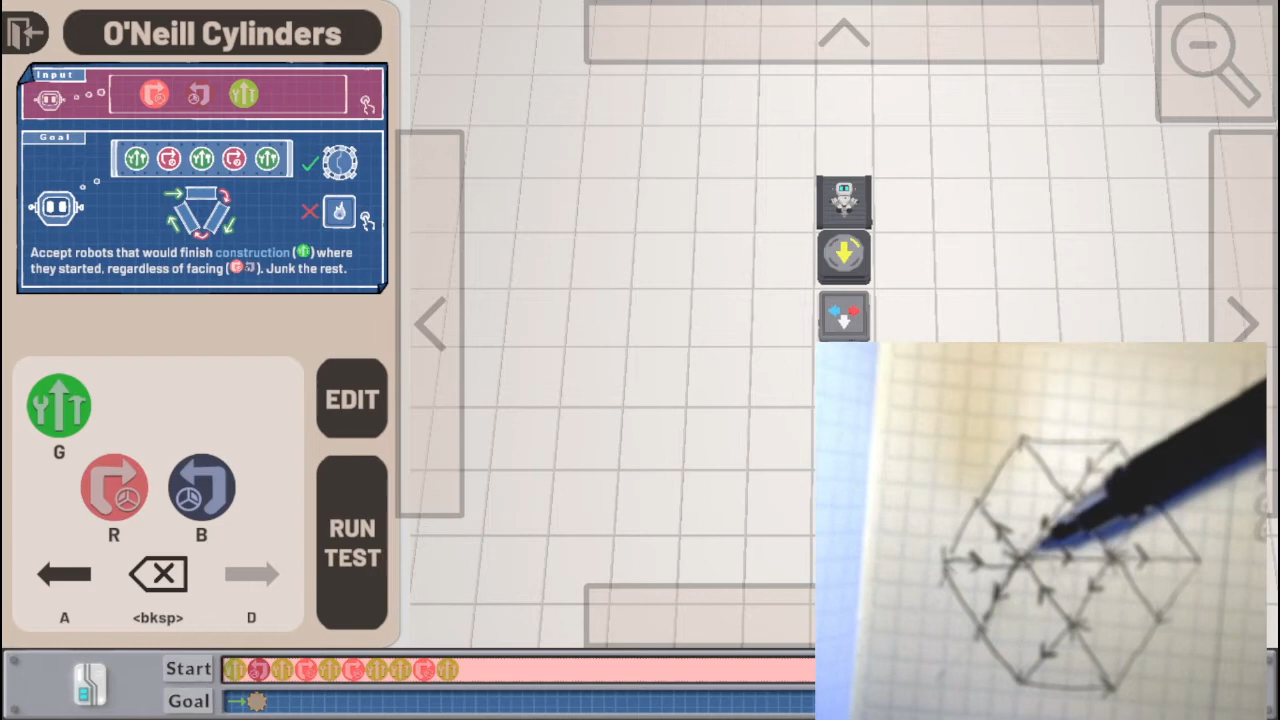 O'Neill Cylinders
Input
Goal
Accept robots that would finish construction ( ) where
they started, regardless of facing ( ). Junk the rest.
G
R
B
A
<bksp>
D
EDIT
RUN
TEST
Start
Goal